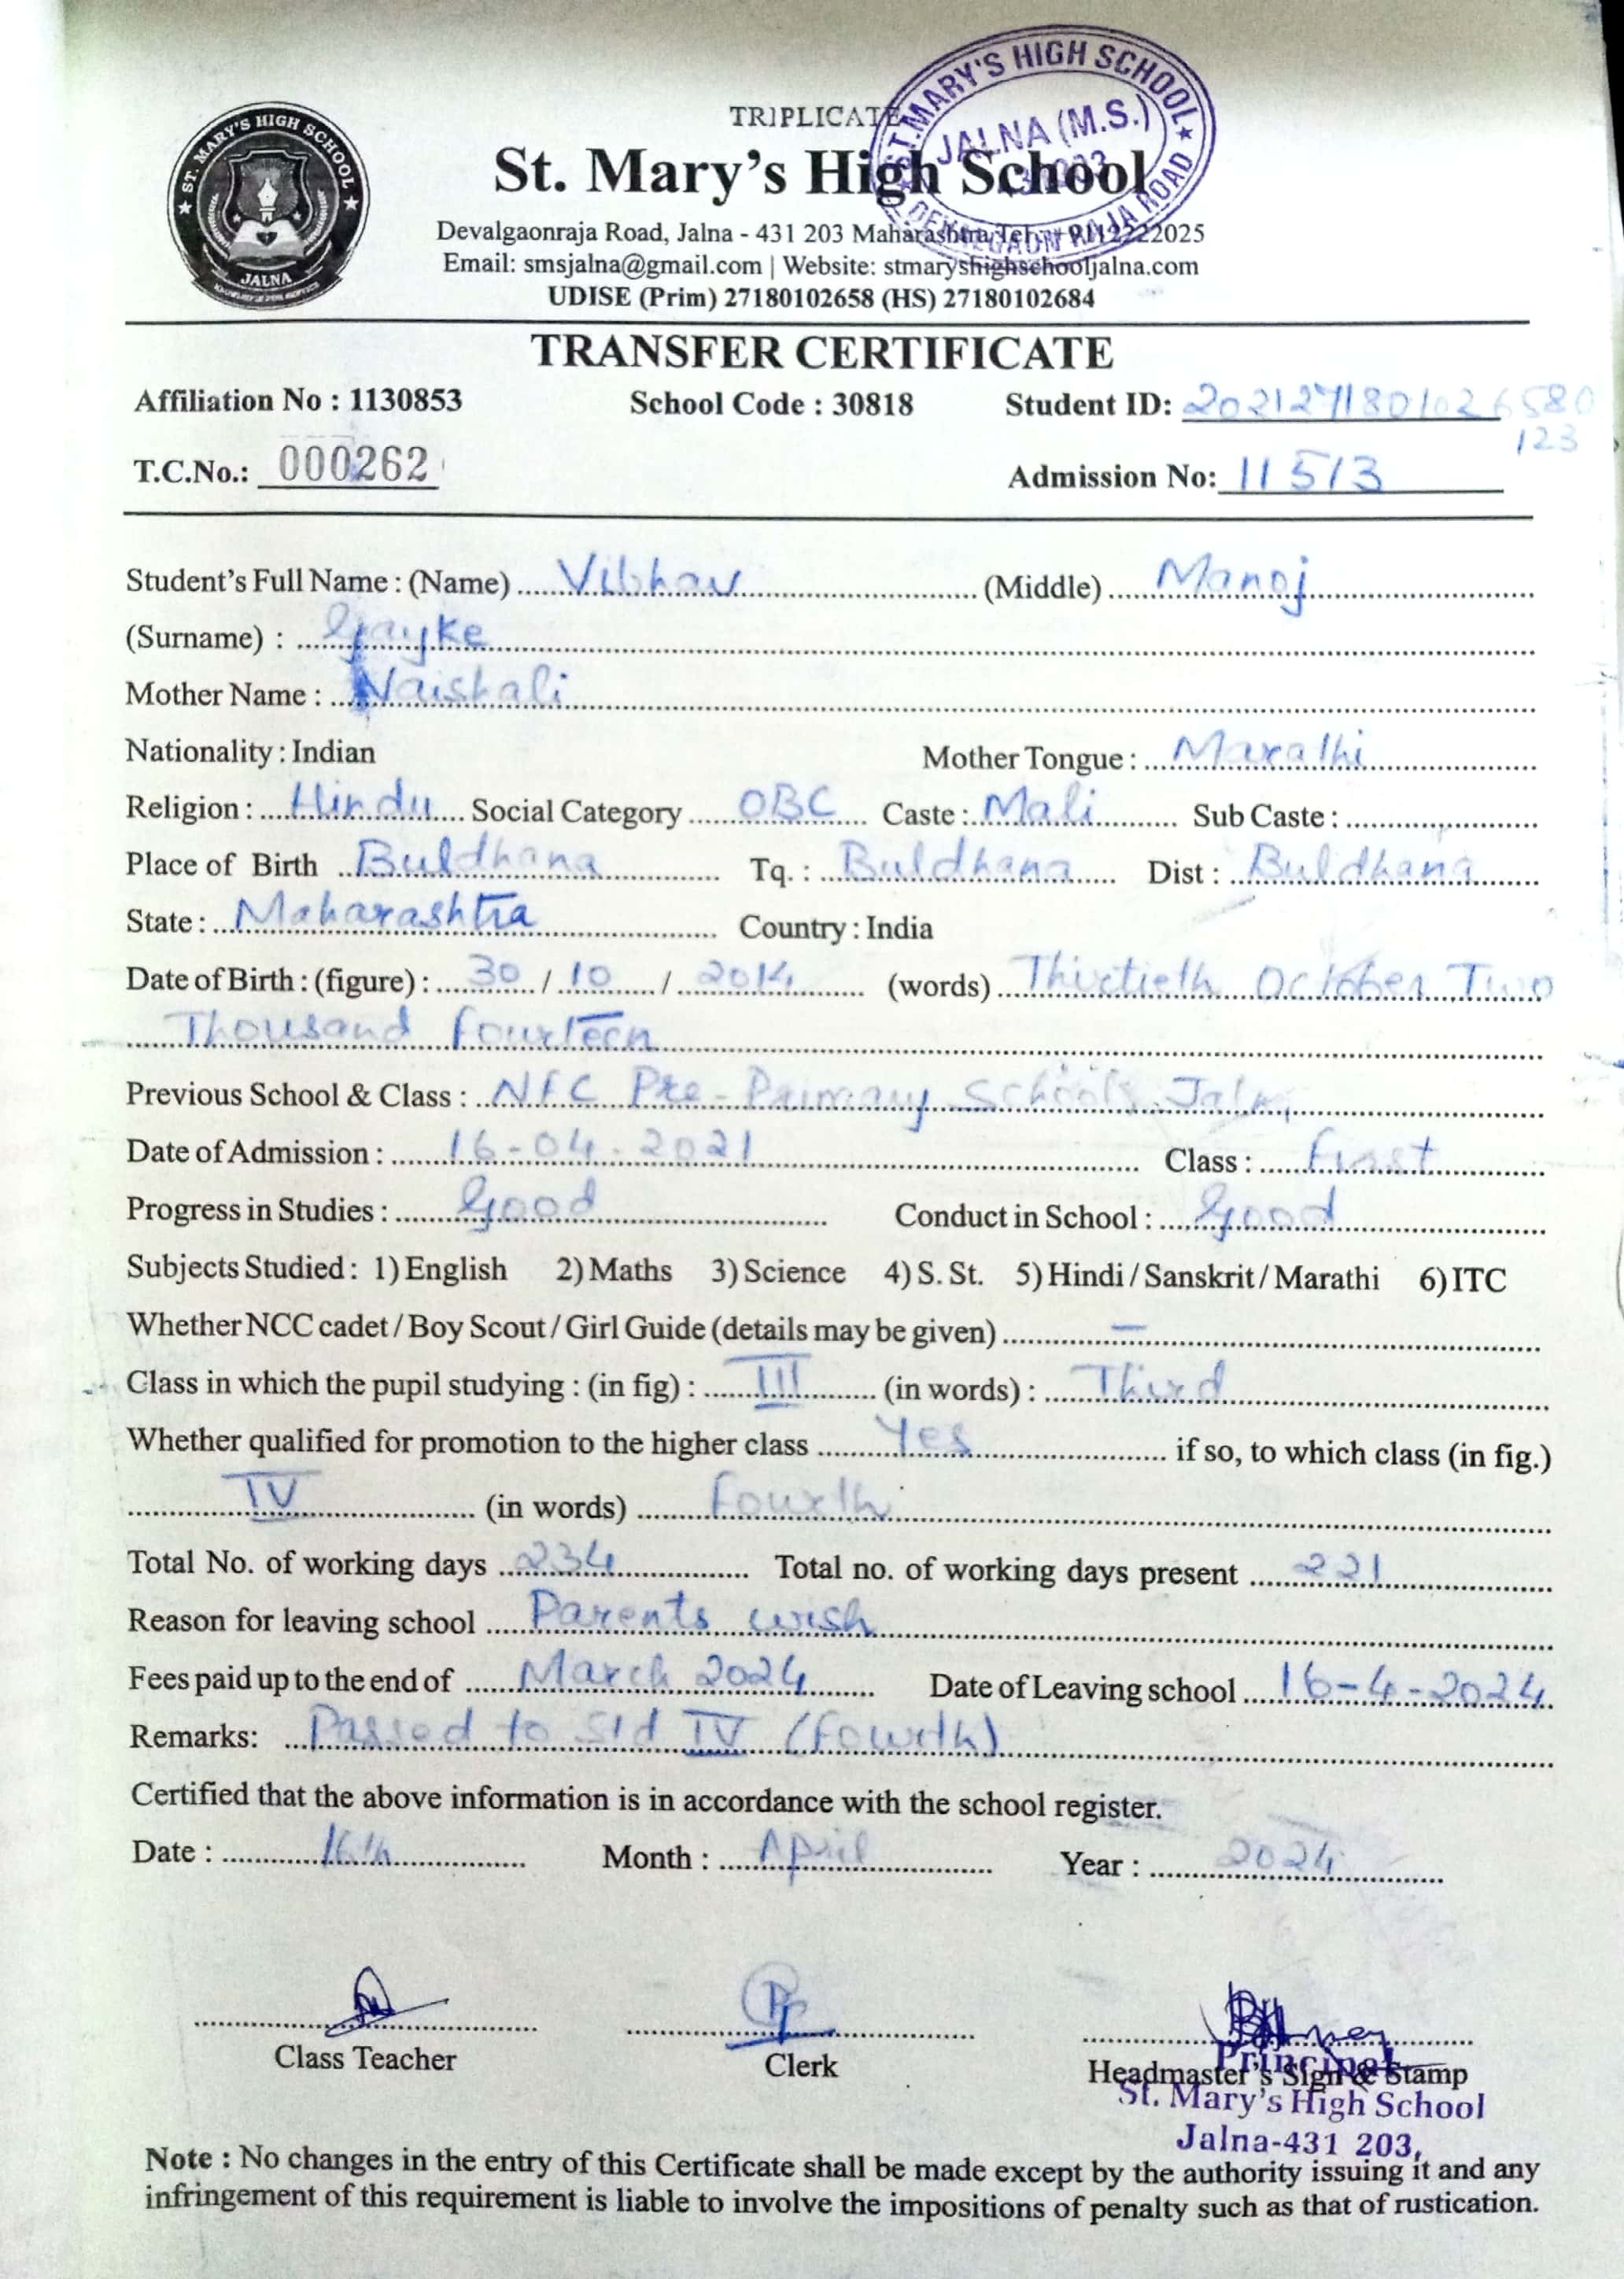 TRIPLICATE
St. Mary's High School
Devalgaonraja Road, Jalna - 431 203 Maharashtra Tel: +9112222025
Email: smsjalna@gmail.com | Website: stmaryshighschooljalna.com
UDISE (Prim) 27180102658 (HS) 27180102684
ST. MARY'S HIGH SCHOOL
JALNA
ST. MARY'S HIGH SCHOOL
JALNA (M.S.)
DEVALGAON RAJA ROAD
TRANSFER CERTIFICATE
Affiliation No : 1130853 School Code : 30818 Student ID: 2021271801026580
123
T.C.No.: 000262 Admission No: 11513
Student's Full Name : (Name) Vibhav (Middle) Manoj
(Surname) : Gayke
Mother Name : Vaishali
Nationality : Indian Mother Tongue : Marathi
Religion : Hindu Social Category OBC Caste : Mali Sub Caste :
Place of Birth Buldhana Tq. : Buldhana Dist : Buldhana
State : Maharashtra Country : India
Date of Birth : (figure) : 30 / 10 / 2014 (words) Thirtieth October Two
Thousand Fourteen
Previous School & Class : NFC Pre-Primary Schools Jalna
Date of Admission : 16-04-2021 Class : First
Progress in Studies : Good Conduct in School : Good
Subjects Studied : 1) English 2) Maths 3) Science 4) S. St. 5) Hindi / Sanskrit / Marathi 6) ITC
Whether NCC cadet / Boy Scout / Girl Guide (details may be given) —
Class in which the pupil studying : (in fig) : III (in words) : Third
Whether qualified for promotion to the higher class Yes if so, to which class (in fig.)
IV (in words) Fourth
Total No. of working days 234 Total no. of working days present 221
Reason for leaving school Parents wish
Fees paid up to the end of March 2024 Date of Leaving school 16-4-2024
Remarks: Passed to Std IV (Fourth)
Certified that the above information is in accordance with the school register.
Date : 16th Month : April Year : 2024
Class Teacher Clerk Headmaster's Sign & Stamp
Principal
St. Mary's High School
Jalna-431 203,
Note : No changes in the entry of this Certificate shall be made except by the authority issuing it and any
infringement of this requirement is liable to involve the impositions of penalty such as that of rustication.